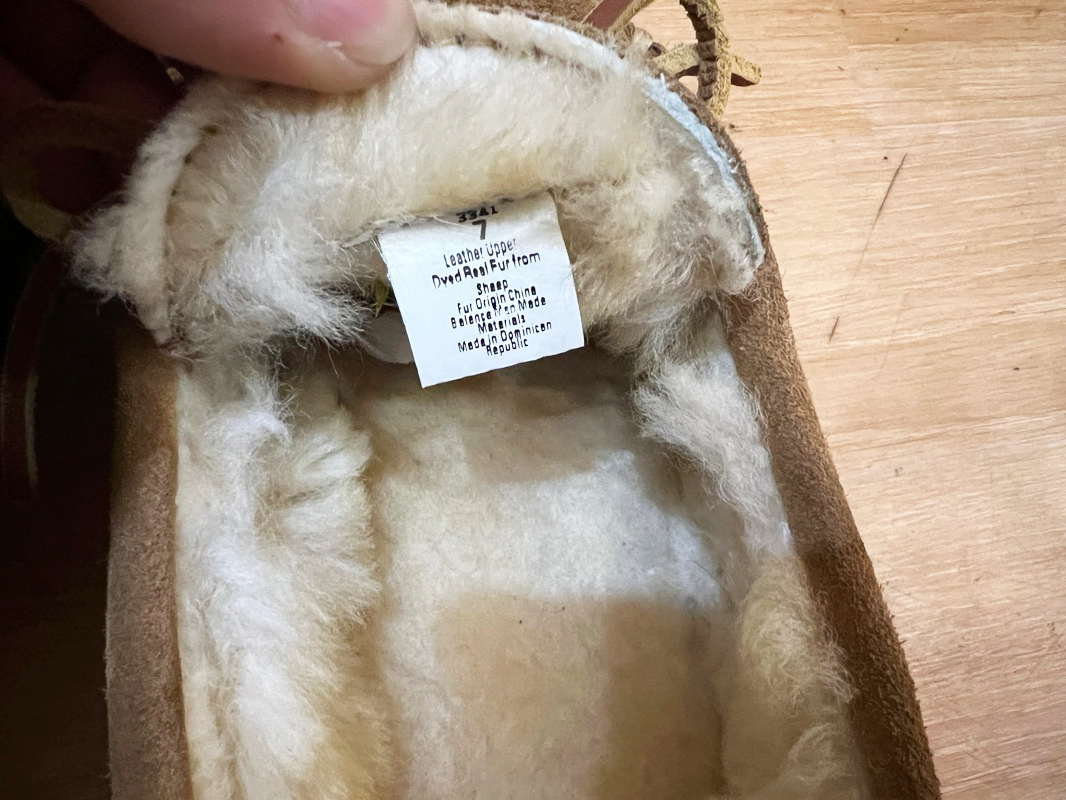 3341
7
Leather Upper
Dyed Real Fur from
Sheep
Fur Origin China
Balance Man Made
Materials
Made in Dominican
Republic